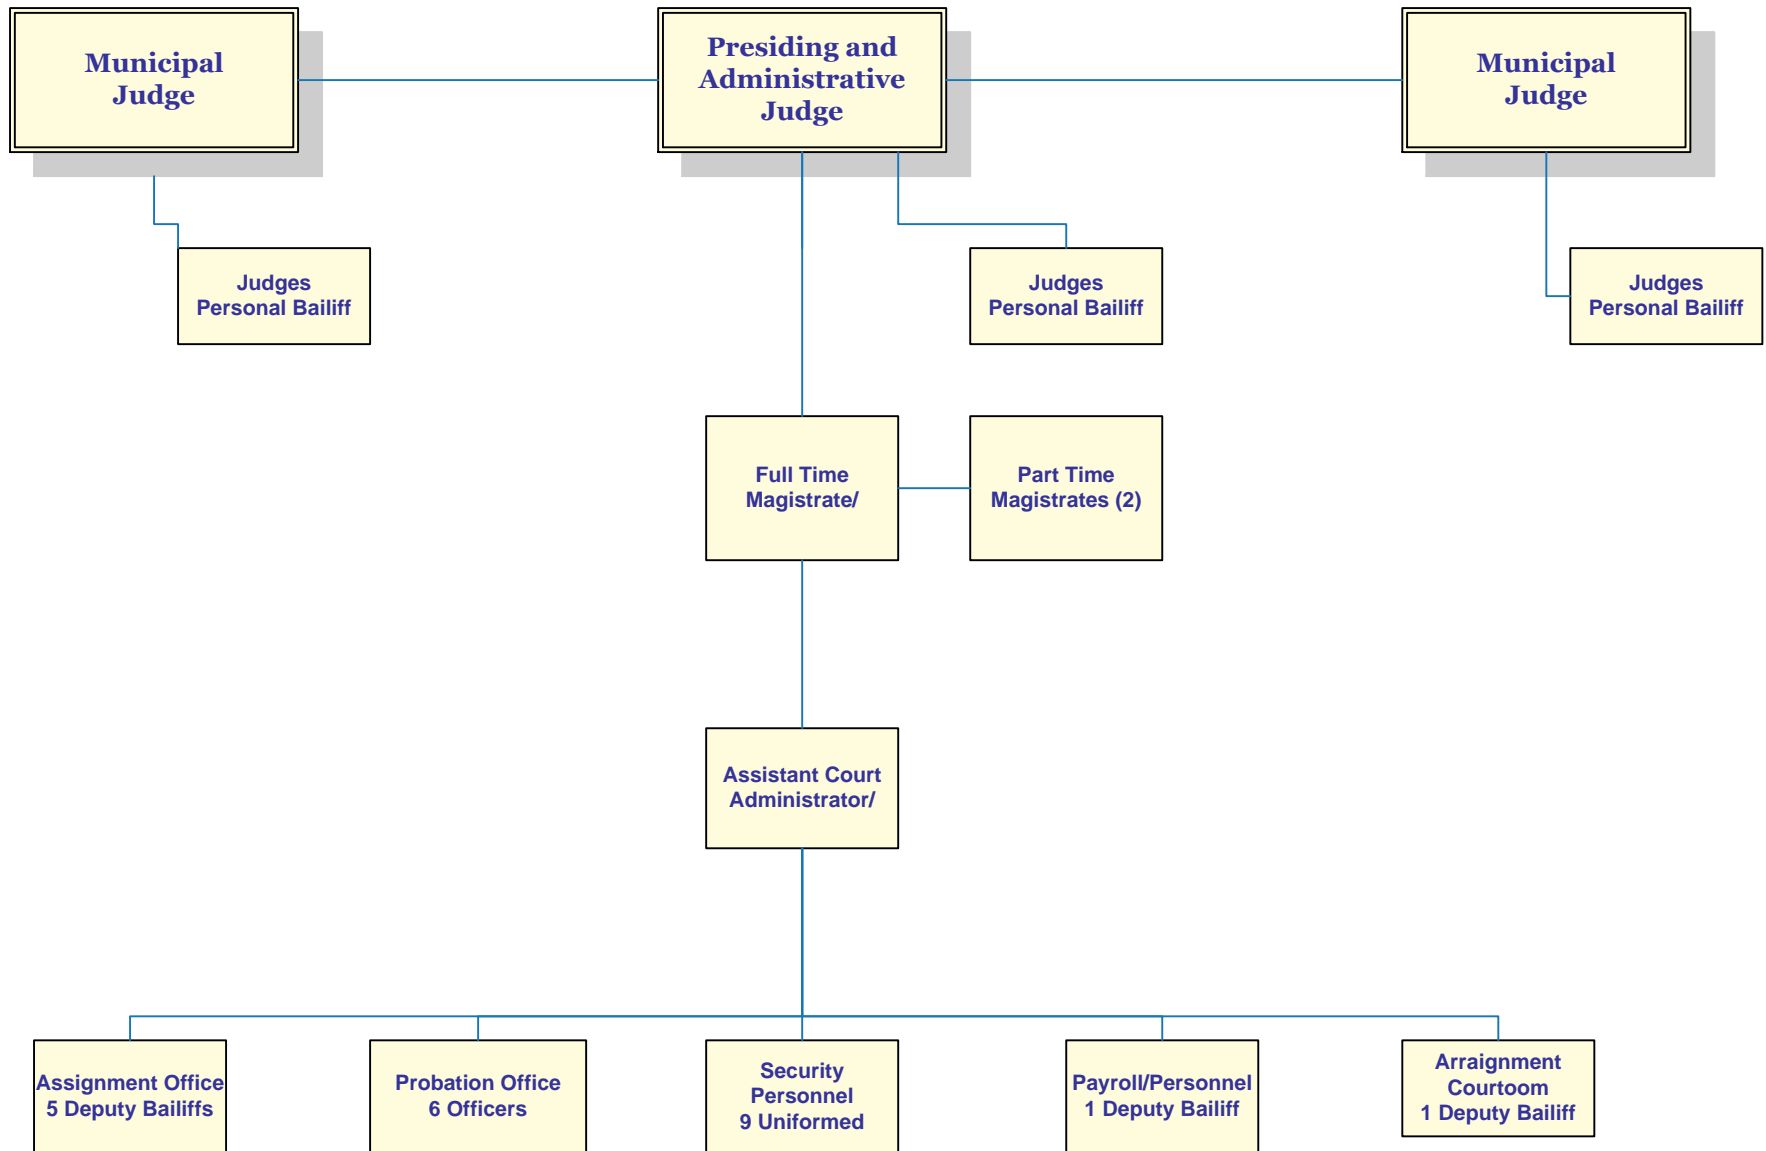 Municipal
Judge
Presiding and
Administrative
Judge
Municipal
Judge
Judges
Personal Bailiff
Judges
Personal Bailiff
Judges
Personal Bailiff
Full Time
Magistrate/
Part Time
Magistrates (2)
Assistant Court
Administrator/
Assignment Office
5 Deputy Bailiffs
Probation Office
6 Officers
Security
Personnel
9 Uniformed
Payroll/Personnel
1 Deputy Bailiff
Arraignment
Courtoom
1 Deputy Bailiff